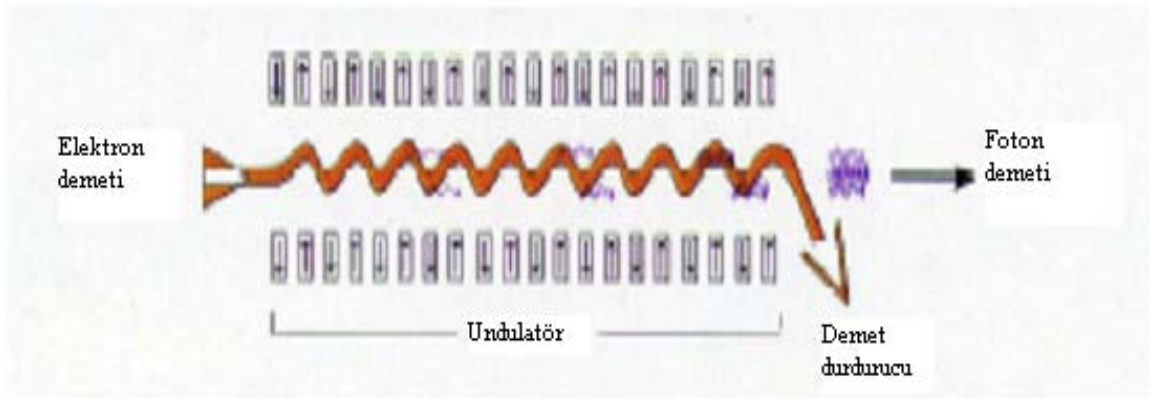 Elektron
demeti
Foton
demeti
Undulatör
Demet
durdurucu